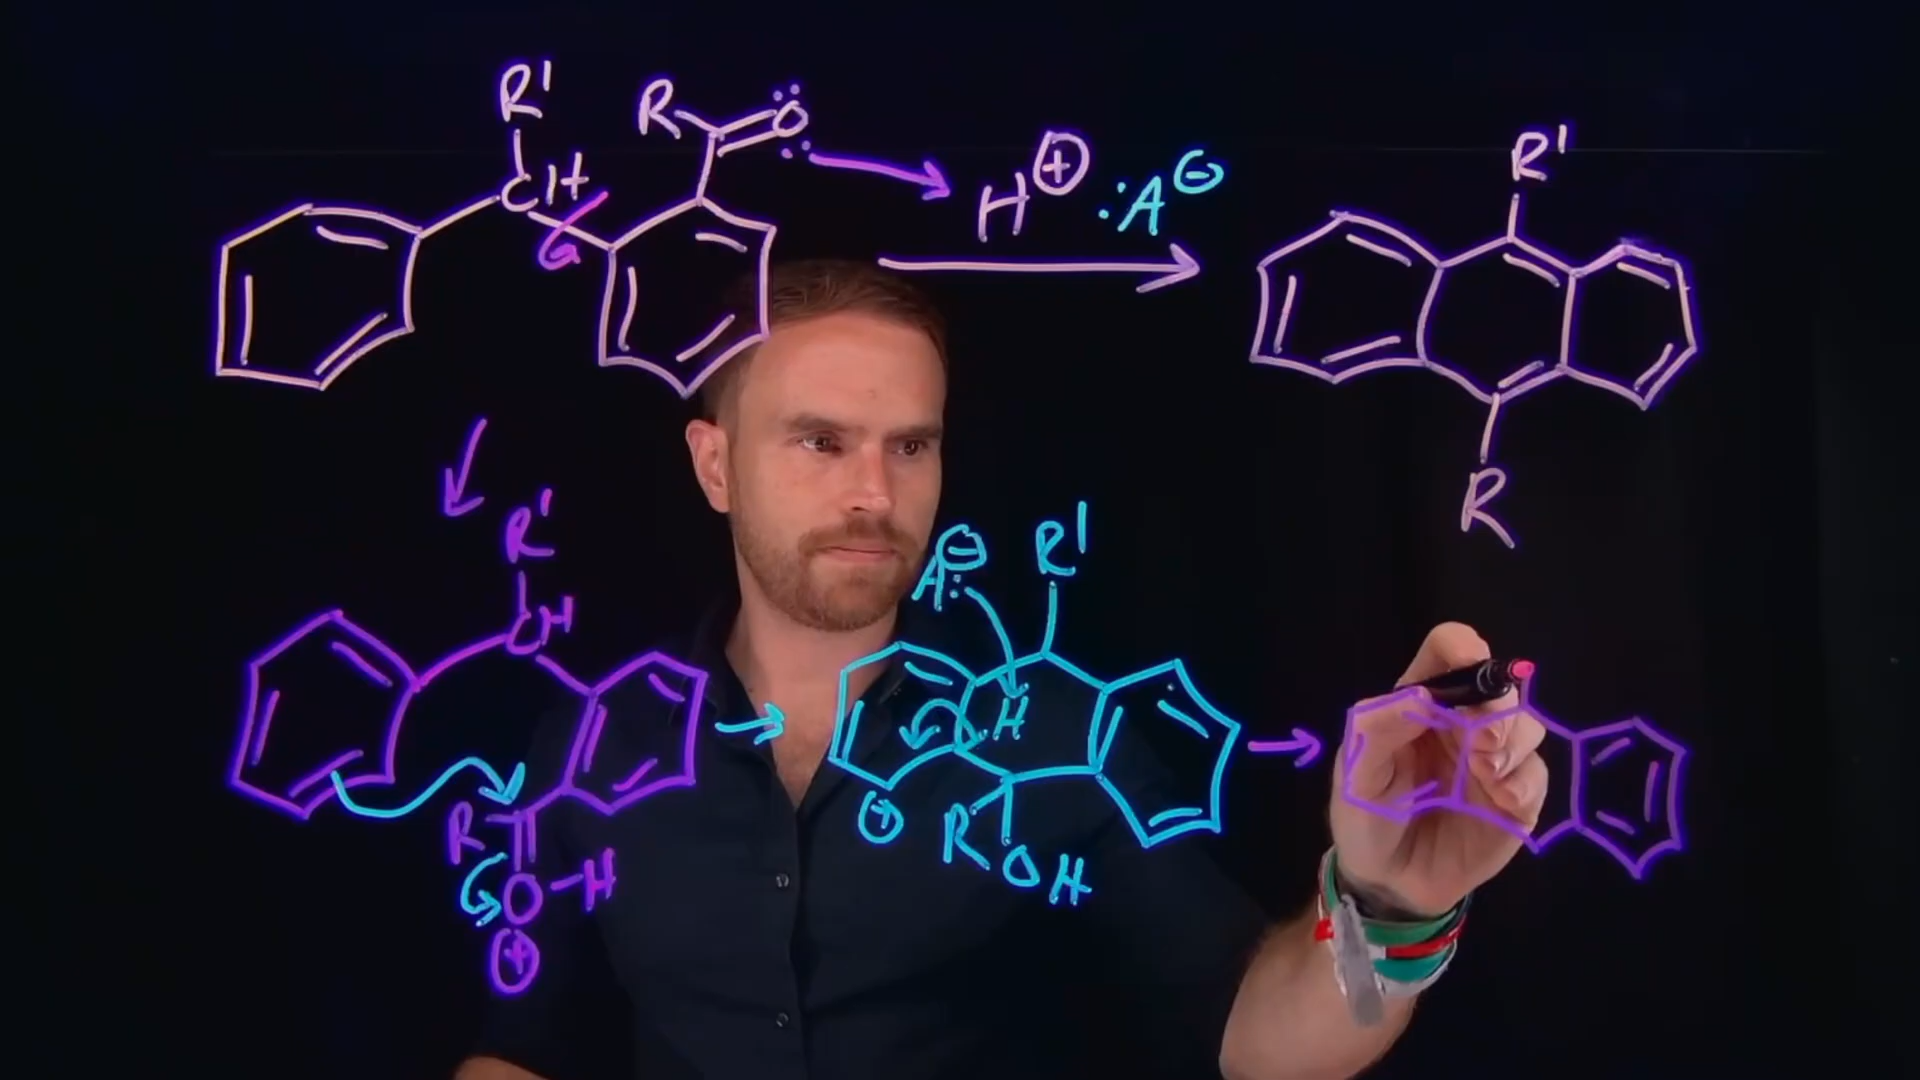 R'
R
O
CH
H⊕ :A⊖
R'
R
R'
CH
R
O-H
⊕
A:⊖
R'
H
⊕
R
OH